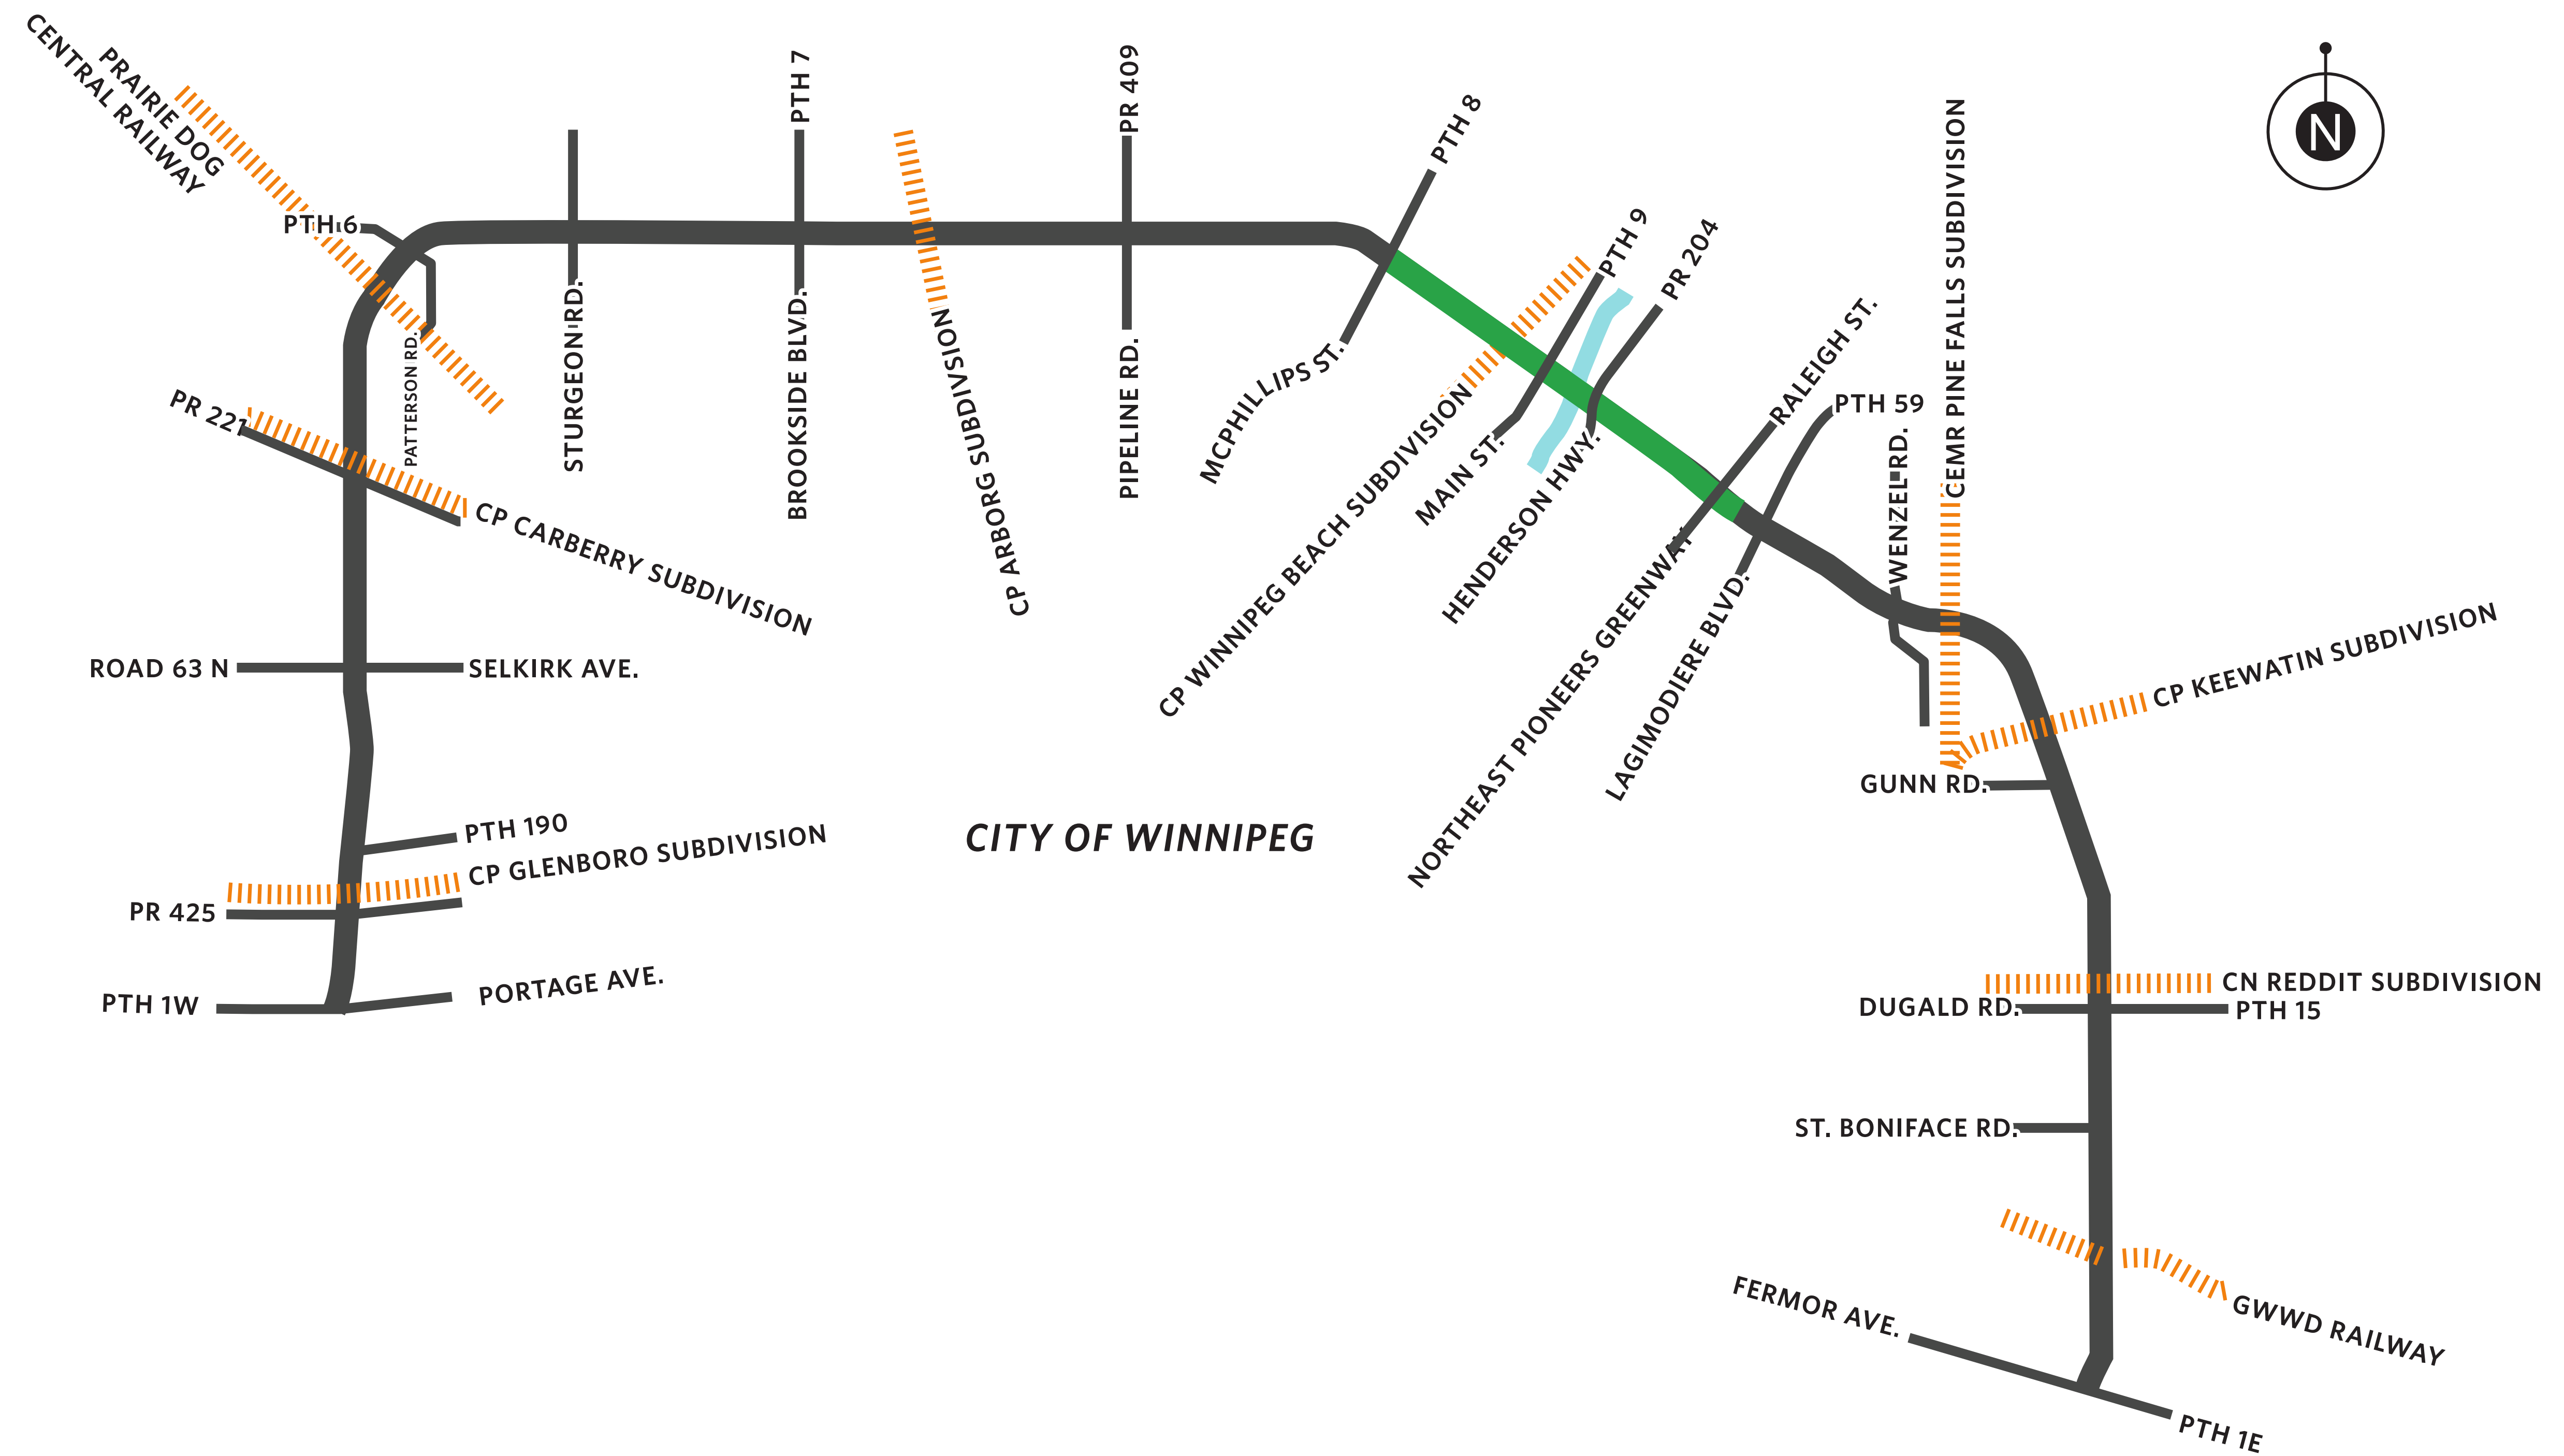 PRAIRIE DOG
CENTRAL RAILWAY
PTH 6
PATTERSON RD.
STURGEON RD.
PTH 7
BROOKSIDE BLVD.
CP ARBORG SUBDIVISION
PR 409
PIPELINE RD.
PTH 8
MCPHILLIPS ST.
CP WINNIPEG BEACH SUBDIVISION
PTH 9
MAIN ST.
PR 204
HENDERSON HWY.
RALEIGH ST.
NORTHEAST PIONEERS GREENWAY
PTH 59
LAGIMODIERE BLVD.
WENZEL RD.
CEMR PINE FALLS SUBDIVISION
N
PR 221
CP CARBERRY SUBDIVISION
ROAD 63 N
SELKIRK AVE.
CP KEEWATIN SUBDIVISION
GUNN RD.
PTH 190
CP GLENBORO SUBDIVISION
PR 425
CITY OF WINNIPEG
PTH 1W
PORTAGE AVE.
CN REDDIT SUBDIVISION
DUGALD RD.
PTH 15
ST. BONIFACE RD.
GWWD RAILWAY
FERMOR AVE.
PTH 1E